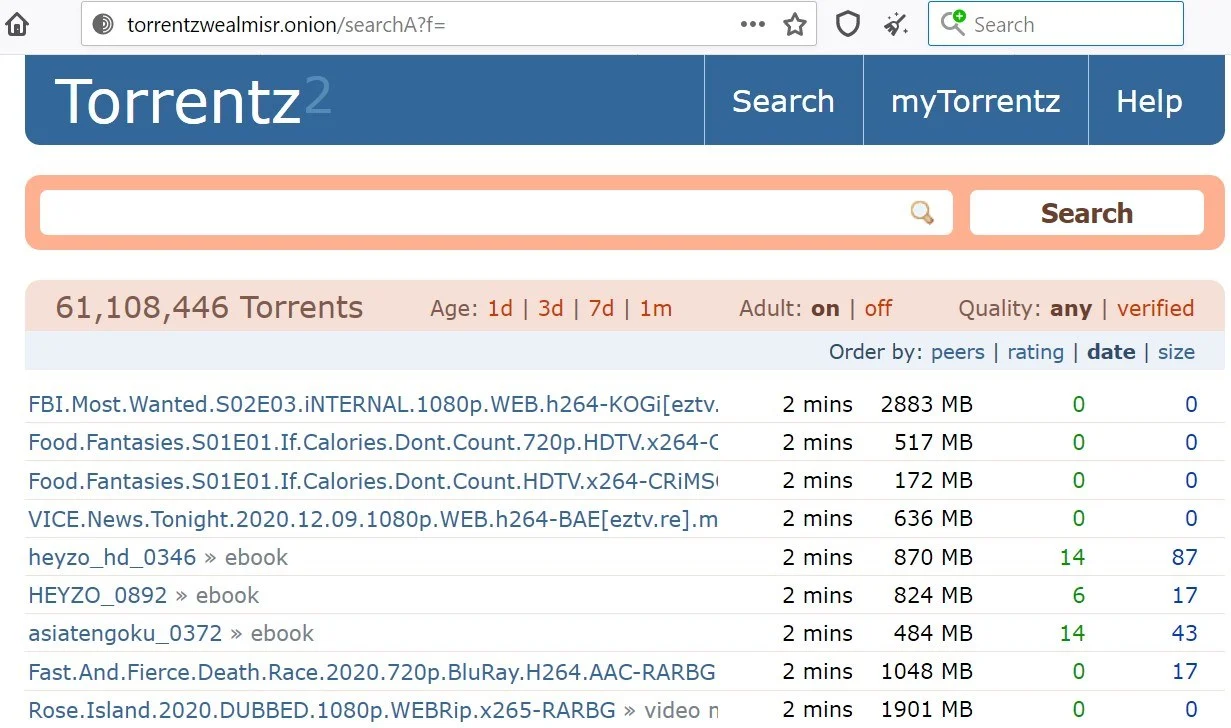 torrentzwealmisr.onion/searchA?f= Search
Torrentz2 Search myTorrentz Help
Search
61,108,446 Torrents Age: 1d | 3d | 7d | 1m Adult: on | off Quality: any | verified
Order by: peers | rating | date | size
FBI.Most.Wanted.S02E03.iNTERNAL.1080p.WEB.h264-KOGi[eztv. 2 mins 2883 MB 0 0
Food.Fantasies.S01E01.If.Calories.Dont.Count.720p.HDTV.x264-C 2 mins 517 MB 0 0
Food.Fantasies.S01E01.If.Calories.Dont.Count.HDTV.x264-CRiMS 2 mins 172 MB 0 0
VICE.News.Tonight.2020.12.09.1080p.WEB.h264-BAE[eztv.re].m 2 mins 636 MB 0 0
heyzo_hd_0346 » ebook 2 mins 870 MB 14 87
HEYZO_0892 » ebook 2 mins 824 MB 6 17
asiatengoku_0372 » ebook 2 mins 484 MB 14 43
Fast.And.Fierce.Death.Race.2020.720p.BluRay.H264.AAC-RARBG 2 mins 1048 MB 0 17
Rose.Island.2020.DUBBED.1080p.WEBRip.x265-RARBG » video 2 mins 1901 MB 0 0